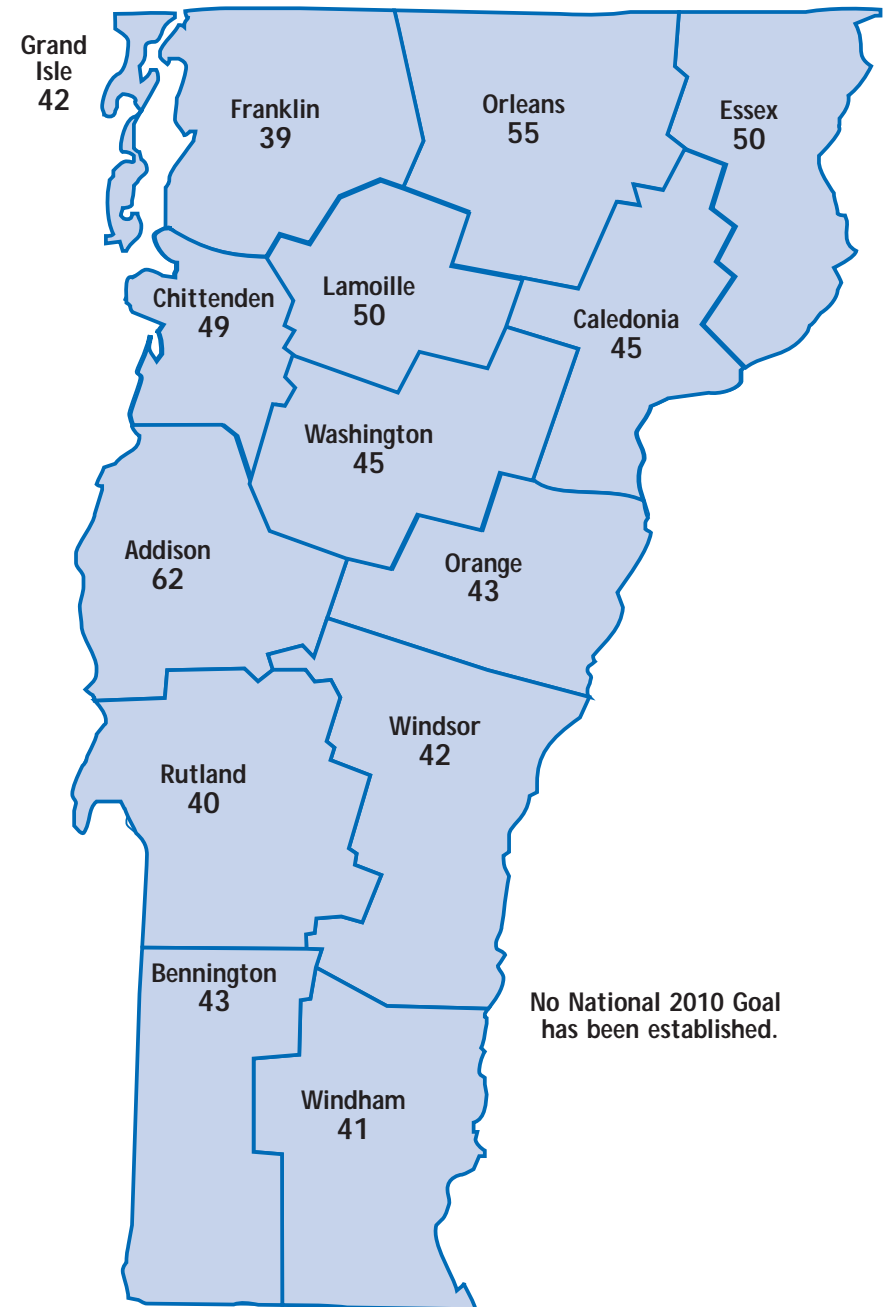 Grand
Isle
42
Franklin
39
Orleans
55
Essex
50
Chittenden
49
Lamoille
50
Caledonia
45
Washington
45
Addison
62
Orange
43
Windsor
42
Rutland
40
Bennington
43
No National 2010 Goal
has been established.
Windham
41